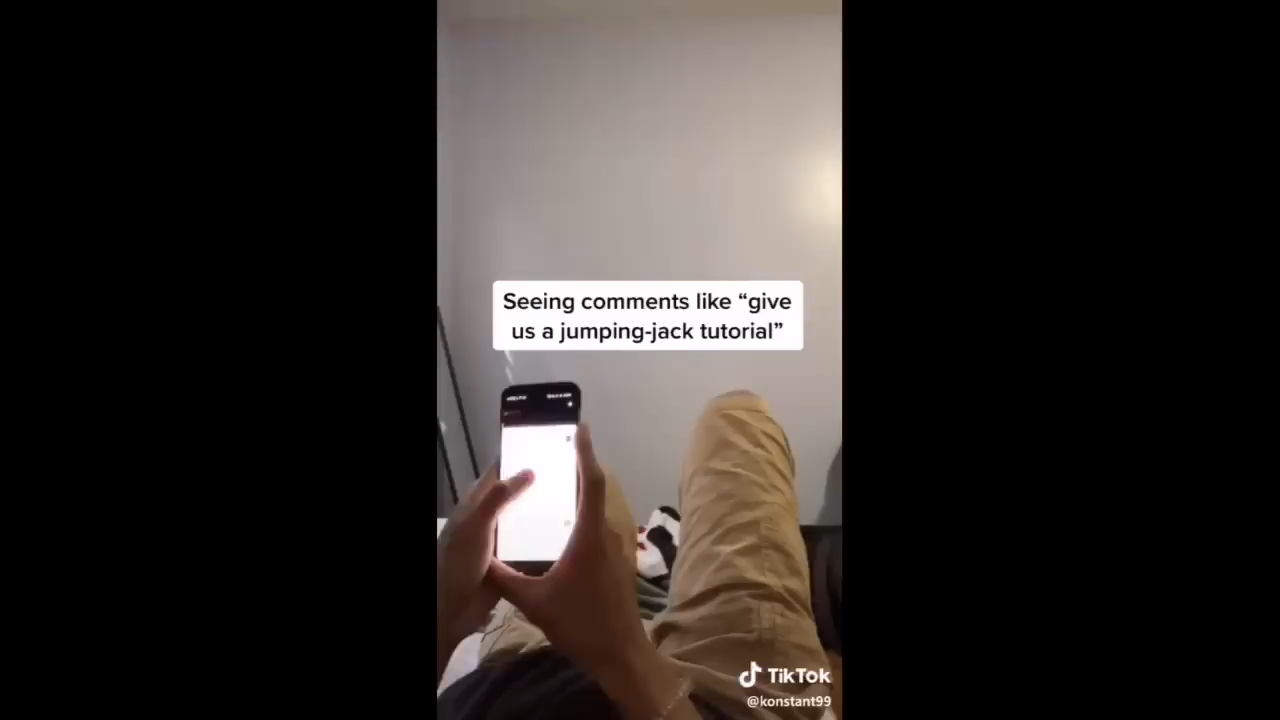 Seeing comments like “give
us a jumping-jack tutorial”
TikTok
@konstant99